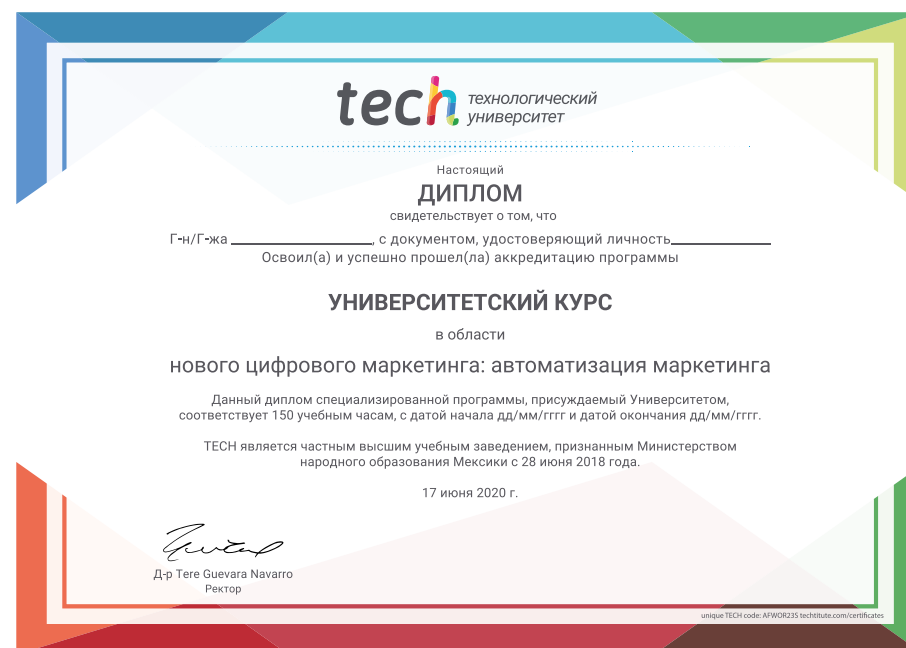 tech технологический
университет
Настоящий
ДИПЛОМ
свидетельствует о том, что
Г-н/Г-жа ____________, с документом, удостоверяющий личность____________
Освоил(а) и успешно прошел(ла) аккредитацию программы
УНИВЕРСИТЕТСКИЙ КУРС
в области
нового цифрового маркетинга: автоматизация маркетинга
Данный диплом специализированной программы, присуждаемый Университетом,
соответствует 150 учебным часам, с датой начала дд/мм/гггг и датой окончания дд/мм/гггг.
TECH является частным высшим учебным заведением, признанным Министерством
народного образования Мексики с 28 июня 2018 года.
17 июня 2020 г.
Д-р Tere Guevara Navarro
Ректор
unique TECH code: AFWOR23S techtitute.com/certificates